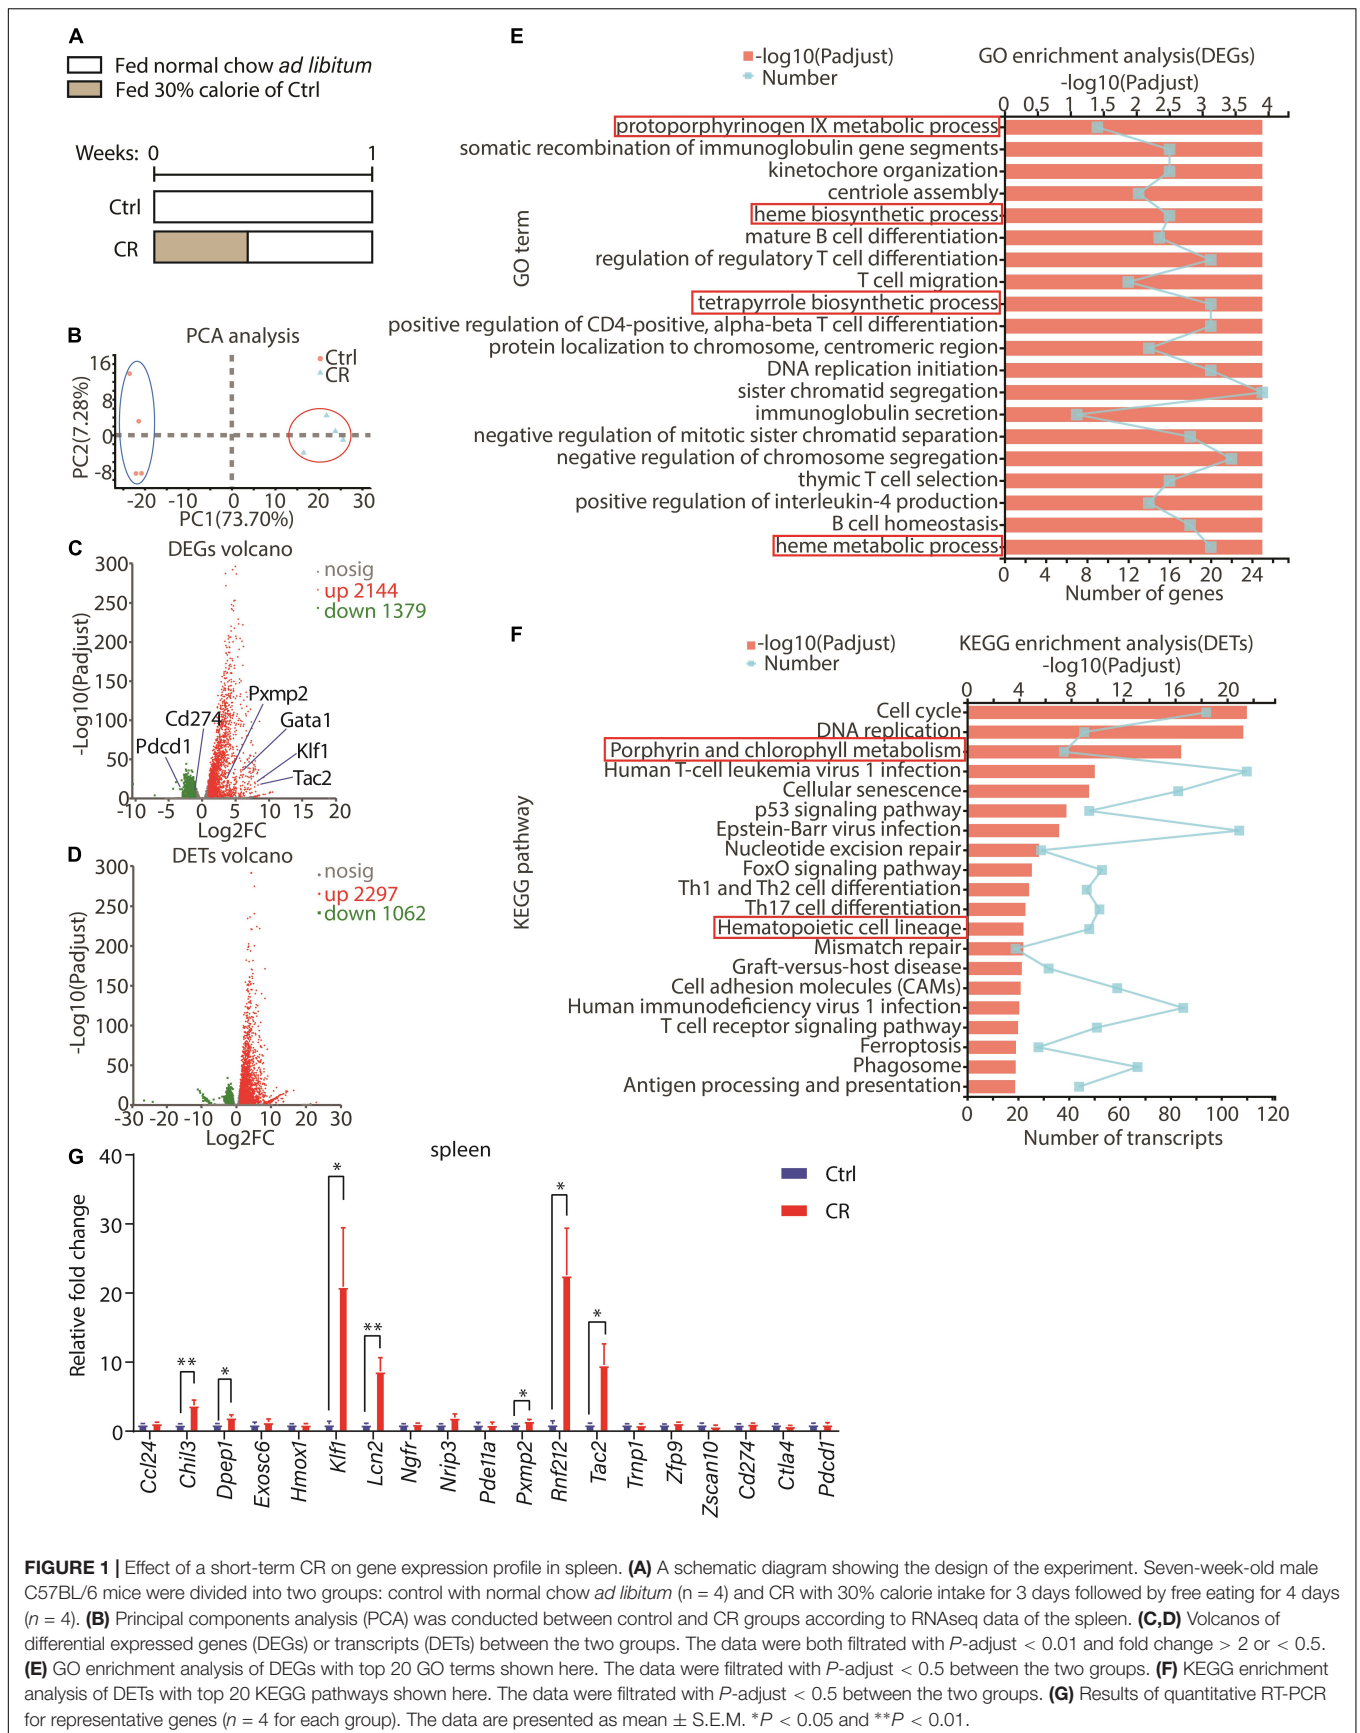 A
Fed normal chow ad libitum
Fed 30% calorie of Ctrl
Weeks: 0 1
Ctrl
CR
B
PCA analysis
Ctrl
CR
PC2(7.28%)
16
8
0
-8
-20 -10 0 10 20 30
PC1(73.70%)
C
DEGs volcano
nosig
up 2144
down 1379
-Log10(Padjust)
300
250
200
150
100
50
0
Pxmp2
Cd274
Gata1
Pdcd1
Klf1
Tac2
-10 -5 0 5 10 15 20
Log2FC
D
DETs volcano
nosig
up 2297
down 1062
-Log10(Padjust)
300
250
200
150
100
50
0
-30 -20 -10 0 10 20 30
Log2FC
E
-log10(Padjust)
Number
GO enrichment analysis(DEGs)
-log10(Padjust)
0 0.5 1 1.5 2 2.5 3 3.5 4
GO term
protoporphyrinogen IX metabolic process
somatic recombination of immunoglobulin gene segments
kinetochore organization
centriole assembly
heme biosynthetic process
mature B cell differentiation
regulation of regulatory T cell differentiation
T cell migration
tetrapyrrole biosynthetic process
positive regulation of CD4-positive, alpha-beta T cell differentiation
protein localization to chromosome, centromeric region
DNA replication initiation
sister chromatid segregation
immunoglobulin secretion
negative regulation of mitotic sister chromatid separation
negative regulation of chromosome segregation
thymic T cell selection
positive regulation of interleukin-4 production
B cell homeostasis
heme metabolic process
0 4 8 12 16 20 24
Number of genes
F
-log10(Padjust)
Number
KEGG enrichment analysis(DETs)
-log10(Padjust)
0 4 8 12 16 20
KEGG pathway
Cell cycle
DNA replication
Porphyrin and chlorophyll metabolism
Human T-cell leukemia virus 1 infection
Cellular senescence
p53 signaling pathway
Epstein-Barr virus infection
Nucleotide excision repair
FoxO signaling pathway
Th1 and Th2 cell differentiation
Th17 cell differentiation
Hematopoietic cell lineage
Mismatch repair
Graft-versus-host disease
Cell adhesion molecules (CAMs)
Human immunodeficiency virus 1 infection
T cell receptor signaling pathway
Ferroptosis
Phagosome
Antigen processing and presentation
0 20 40 60 80 100 120
Number of transcripts
G
spleen
Ctrl
CR
Relative fold change
40
30
20
10
0
** * * ** * * *
Ccl24 Chil3 Dpep1 Exosc6 Hmox1 Klf1 Lcn2 Ngfr Nrip3 Pde11a Pxmp2 Rnf212 Tac2 Trnp1 Zfp9 Zscan10 Cd274 Ctla4 Pdcd1
FIGURE 1 | Effect of a short-term CR on gene expression profile in spleen. (A) A schematic diagram showing the design of the experiment. Seven-week-old male
C57BL/6 mice were divided into two groups: control with normal chow ad libitum (n = 4) and CR with 30% calorie intake for 3 days followed by free eating for 4 days
(n = 4). (B) Principal components analysis (PCA) was conducted between control and CR groups according to RNAseq data of the spleen. (C,D) Volcanos of
differential expressed genes (DEGs) or transcripts (DETs) between the two groups. The data were both filtrated with P-adjust < 0.01 and fold change > 2 or < 0.5.
(E) GO enrichment analysis of DEGs with top 20 GO terms shown here. The data were filtrated with P-adjust < 0.5 between the two groups. (F) KEGG enrichment
analysis of DETs with top 20 KEGG pathways shown here. The data were filtrated with P-adjust < 0.5 between the two groups. (G) Results of quantitative RT-PCR
for representative genes (n = 4 for each group). The data are presented as mean ± S.E.M. *P < 0.05 and **P < 0.01.